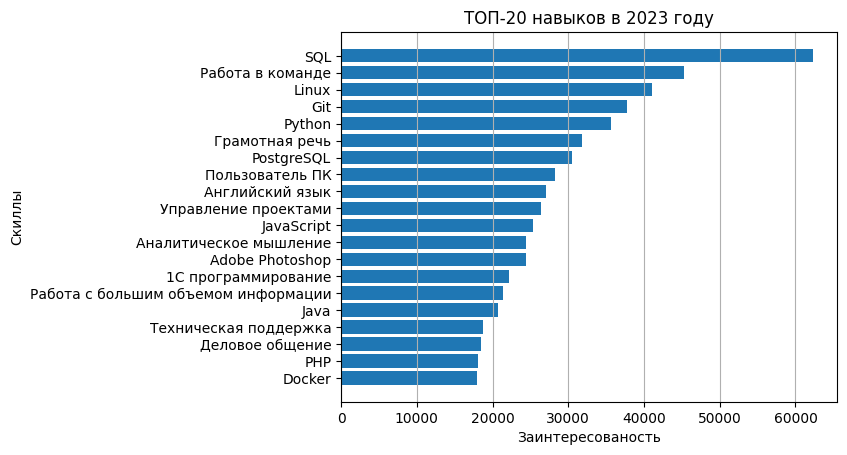 ТОП-20 навыков в 2023 году
Скиллы
SQL
Работа в команде
Linux
Git
Python
Грамотная речь
PostgreSQL
Пользователь ПК
Английский язык
Управление проектами
JavaScript
Аналитическое мышление
Adobe Photoshop
1С программирование
Работа с большим объемом информации
Java
Техническая поддержка
Деловое общение
PHP
Docker
0 10000 20000 30000 40000 50000 60000
Заинтересованость